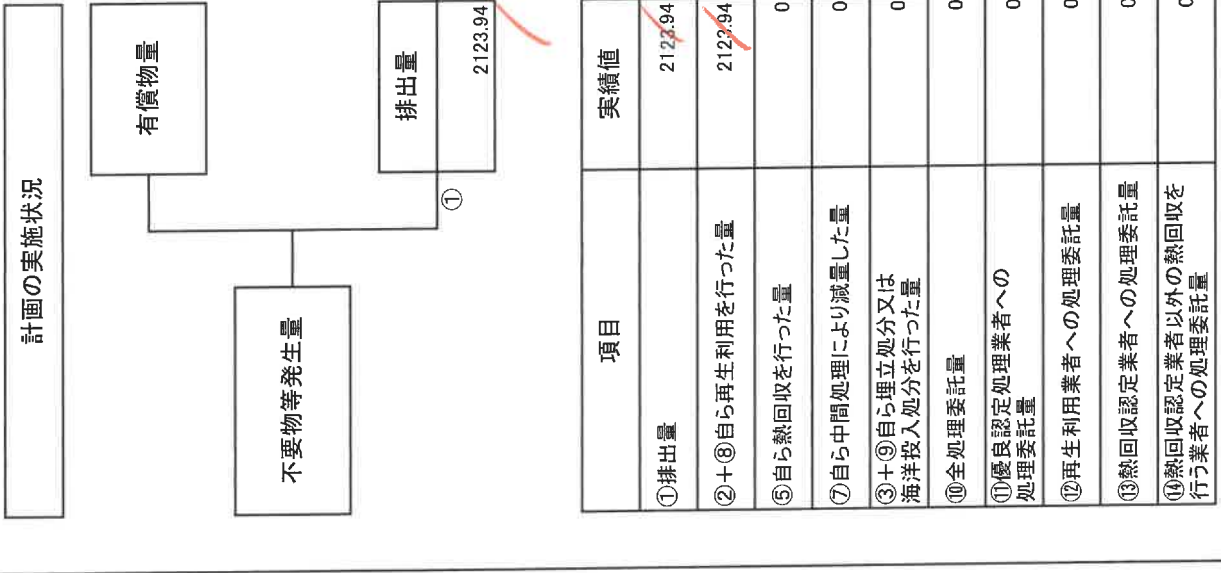 計画の実施状況
有償物量
不要物等発生量
①
排出量
2123.94
項目 実績値
①排出量 2123.94
②+⑧自ら再生利用を行った量 2123.94
⑤自ら熱回収を行った量 0
⑦自ら中間処理により減量した量 0
③+⑨自ら埋立処分又は
海洋投入処分を行った量 0
⑩全処理委託量 0
⑪優良認定処理業者への
処理委託量 0
⑫再生利用業者への処理委託量 0
⑬熱回収認定業者への処理委託量 0
⑭熱回収認定業者以外の熱回収を
行う業者への処理委託量 0